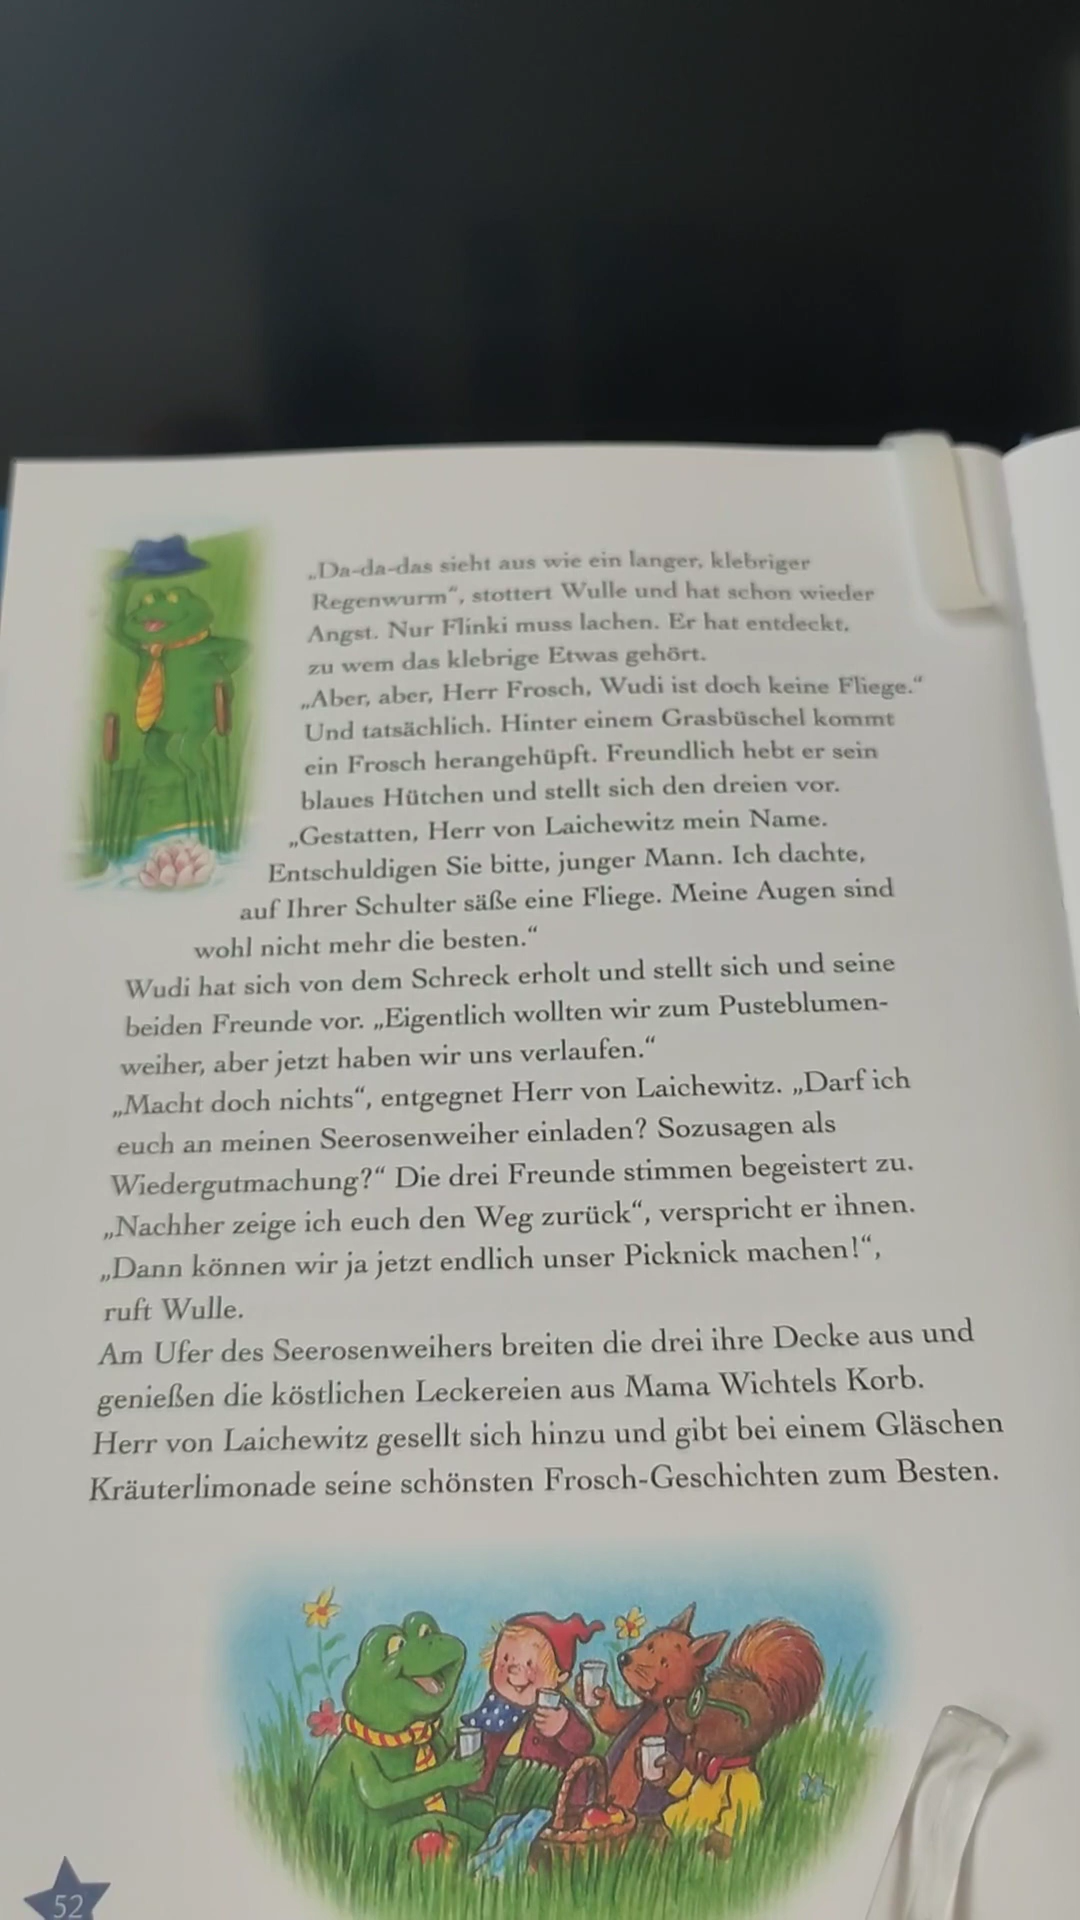 „Da-da-das sieht aus wie ein langer, klebriger
Regenwurm“, stottert Wulle und hat schon wieder
Angst. Nur Flinki muss lachen. Er hat entdeckt,
zu wem das klebrige Etwas gehört.
„Aber, aber, Herr Frosch, Wudi ist doch keine Fliege.“
Und tatsächlich. Hinter einem Grasbüschel kommt
ein Frosch herangehüpft. Freundlich hebt er sein
blaues Hütchen und stellt sich den dreien vor.
„Gestatten, Herr von Laichewitz mein Name.
Entschuldigen Sie bitte, junger Mann. Ich dachte,
auf Ihrer Schulter säße eine Fliege. Meine Augen sind
wohl nicht mehr die besten.“
Wudi hat sich von dem Schreck erholt und stellt sich und seine
beiden Freunde vor. „Eigentlich wollten wir zum Pusteblumen-
weiher, aber jetzt haben wir uns verlaufen.“
„Macht doch nichts“, entgegnet Herr von Laichewitz. „Darf ich
euch an meinen Seerosenweiher einladen? Sozusagen als
Wiedergutmachung?“ Die drei Freunde stimmen begeistert zu.
„Nachher zeige ich euch den Weg zurück“, verspricht er ihnen.
„Dann können wir ja jetzt endlich unser Picknick machen!“,
ruft Wulle.
Am Ufer des Seerosenweihers breiten die drei ihre Decke aus und
genießen die köstlichen Leckereien aus Mama Wichtels Korb.
Herr von Laichewitz gesellt sich hinzu und gibt bei einem Gläschen
Kräuterlimonade seine schönsten Frosch-Geschichten zum Besten.
52